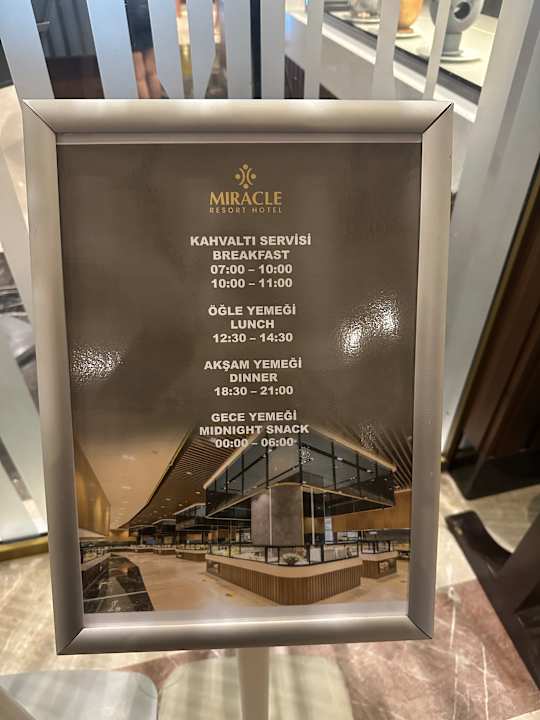 MIRACLE
RESORT HOTEL
KAHVALTI SERVİSİ
BREAKFAST
07:00 – 10:00
10:00 – 11:00
ÖĞLE YEMEĞİ
LUNCH
12:30 – 14:30
AKŞAM YEMEĞİ
DINNER
18:30 – 21:00
GECE YEMEĞİ
MIDNIGHT SNACK
00:00 – 06:00